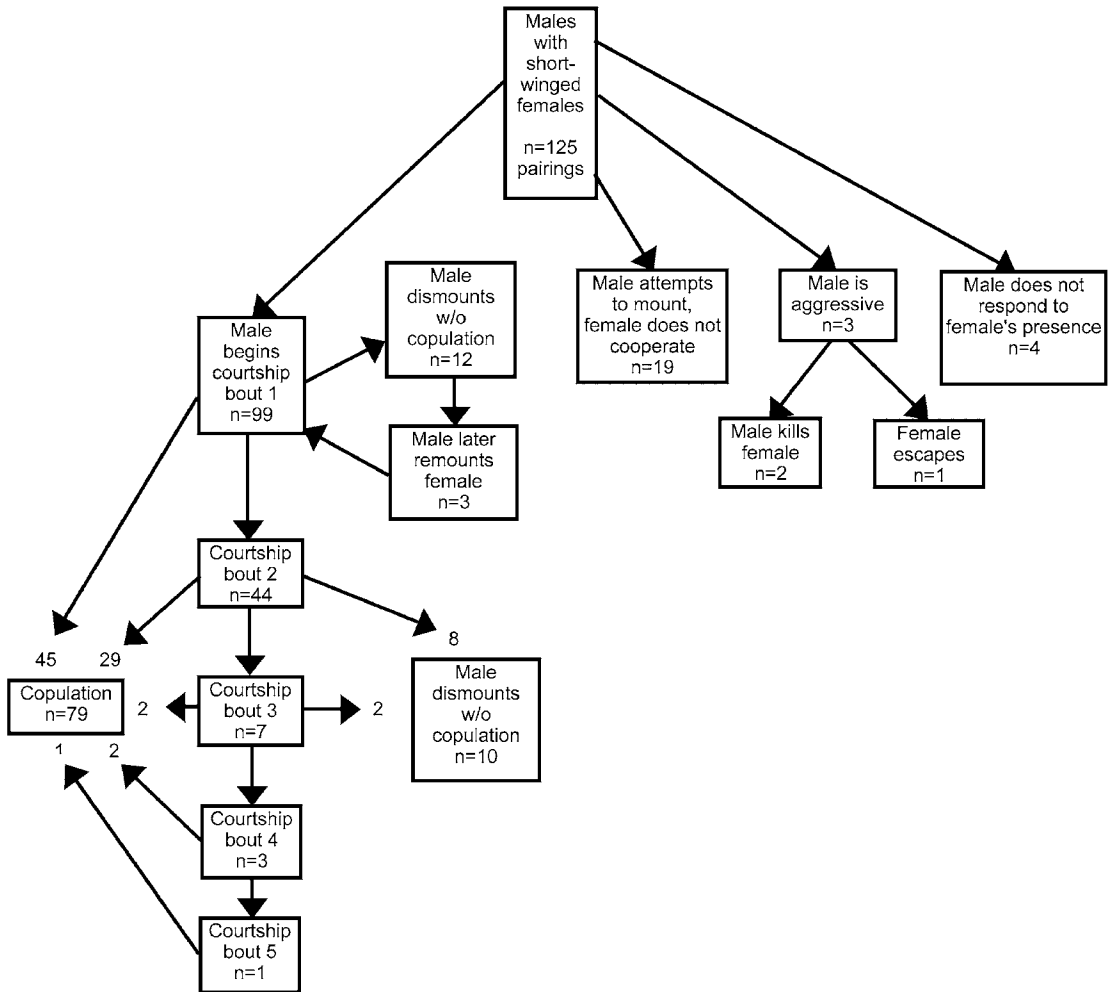 Males
with
short-
winged
females
n=125
pairings
Male attempts
to mount,
female does not
cooperate
n=19
Male is
aggressive
n=3
Male does not
respond to
female's presence
n=4
Male kills
female
n=2
Female
escapes
n=1
Male
begins
courtship
bout 1
n=99
Male
dismounts
w/o
copulation
n=12
Male later
remounts
female
n=3
Courtship
bout 2
n=44
45
29
8
Copulation
n=79
2
Courtship
bout 3
n=7
2
Male
dismounts
w/o
copulation
n=10
1
2
Courtship
bout 4
n=3
Courtship
bout 5
n=1